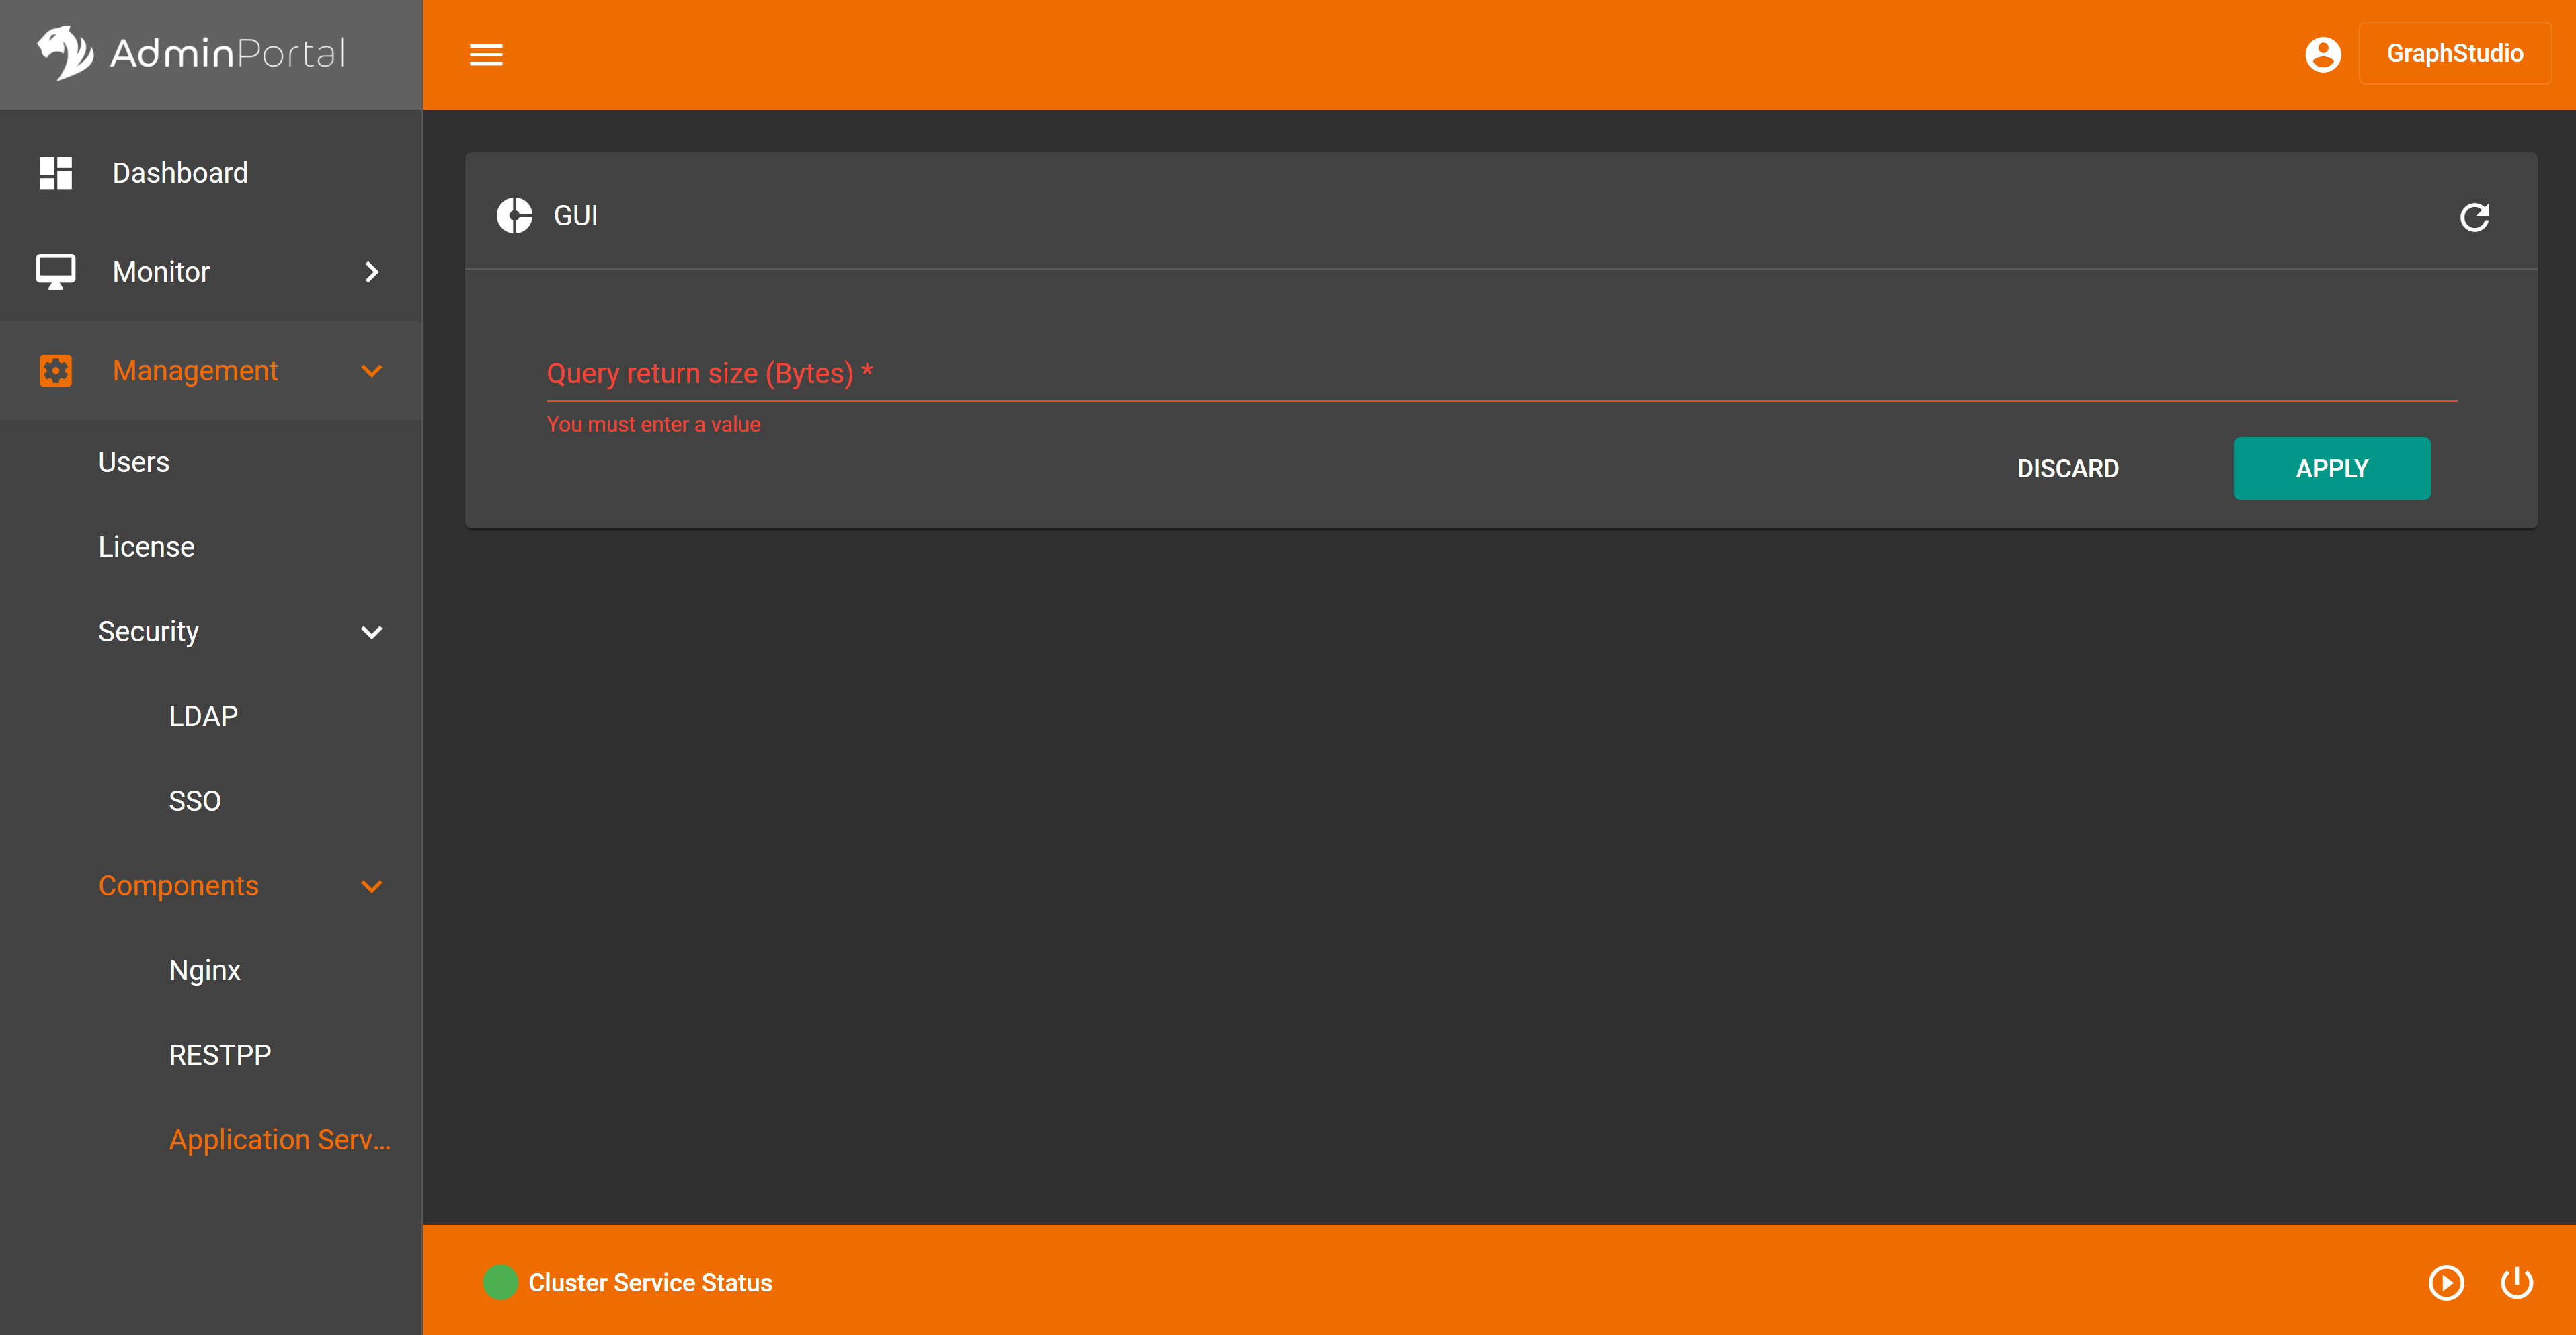 AdminPortal
GraphStudio
Dashboard
Monitor
Management
Users
License
Security
LDAP
SSO
Components
Nginx
RESTPP
Application Serv...
GUI
Query return size (Bytes) *
You must enter a value
DISCARD
APPLY
Cluster Service Status